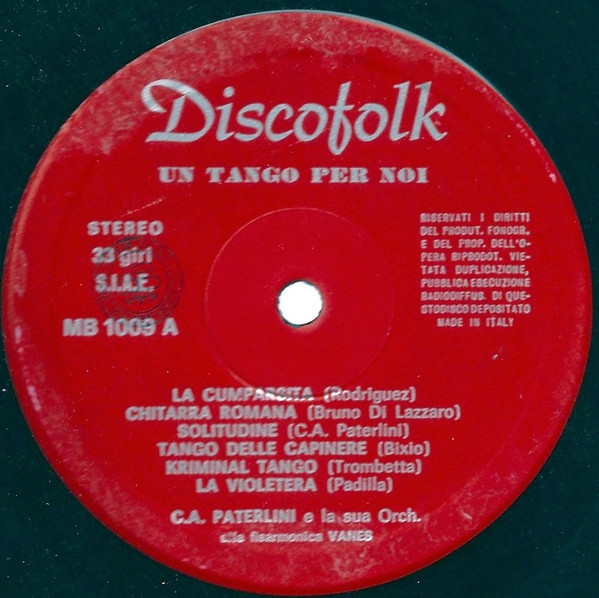 Discofolk
UN TANGO PER NOI
STEREO
33 giri
S.I.A.E.
MB 1009 A
RISERVATI I DIRITTI
DEL PRODUT. FONOGR.
E DEL PROP. DELL'O-
PERA RIPRODOT. VIE-
TATA DUPLICAZIONE,
PUBBLICA ESECUZIONE
RADIODIFFUS. DI QUE-
STODISCO DEPOSITATO
MADE IN ITALY
LA CUMPARSITA (Rodriguez)
CHITARRA ROMANA (Bruno Di Lazzaro)
SOLITUDINE (C.A. Paterlini)
TANGO DELLE CAPINERE (Bixio)
KRIMINAL TANGO (Trombetta)
LA VIOLETERA (Padilla)
C.A. PATERLINI e la sua Orch.
alla fisarmonica VANES